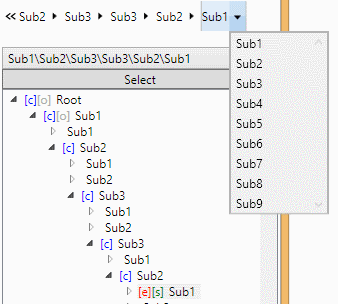 « Sub2 Sub3 Sub3 Sub2 Sub1
Sub1\Sub2\Sub3\Sub3\Sub2\Sub1
Select
[c][o] Root
[c][o] Sub1
Sub1
[c] Sub2
Sub1
Sub2
[c] Sub3
Sub1
Sub2
[c] Sub3
Sub1
[c] Sub2
[e][s] Sub1
Sub1
Sub2
Sub3
Sub4
Sub5
Sub6
Sub7
Sub8
Sub9